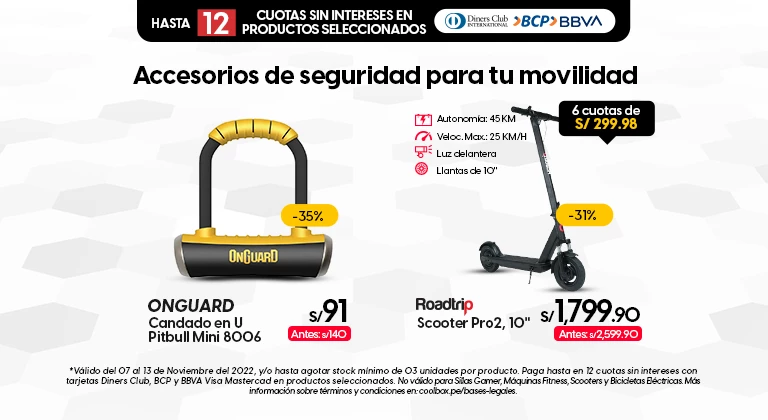 HASTA 12 CUOTAS SIN INTERESES EN
PRODUCTOS SELECCIONADOS
Diners Club
INTERNATIONAL
BCP
BBVA
Accesorios de seguridad para tu movilidad
-35%
ONGUARD
ONGUARD
Candado en U
Pitbull Mini 8006
S/91
Antes: S/140
Autonomía: 45KM
Veloc. Max.: 25 KM/H
Luz delantera
Llantas de 10"
6 cuotas de
S/ 299.98
-31%
Roadtrip
Scooter Pro2, 10"
S/1,799.90
Antes: S/2,599.90
*Válido del 07 al 13 de Noviembre del 2022, y/o hasta agotar stock mínimo de 03 unidades por producto. Paga hasta en 12 cuotas sin intereses con
tarjetas Diners Club, BCP y BBVA Visa Mastercad en productos seleccionados. No válido para Sillas Gamer, Máquinas Fitness, Scooters y Bicicletas Eléctricas. Más
información sobre términos y condiciones en: coolbox.pe/bases-legales.